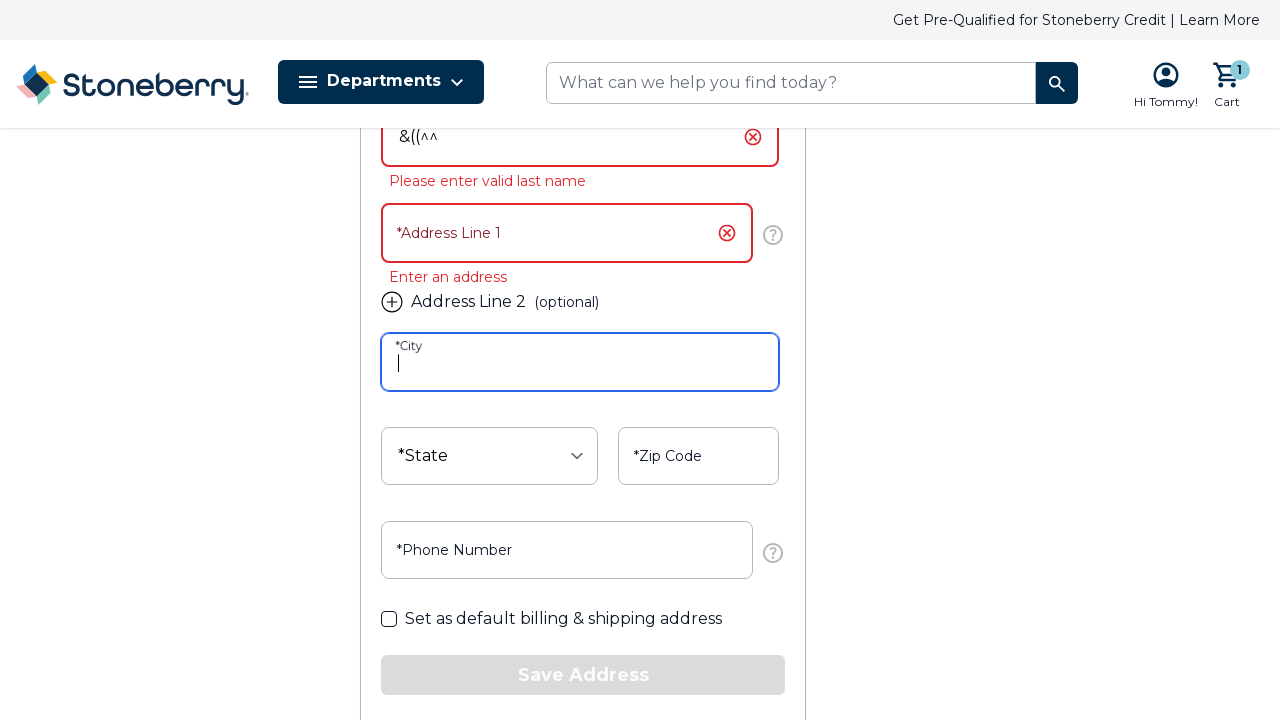 Get Pre-Qualified for Stoneberry Credit | Learn More
Stoneberry
Departments
What can we help you find today?
1
Hi Tommy!
Cart
&((^^
Please enter valid last name
*Address Line 1
Enter an address
Address Line 2 (optional)
*City
*State
*Zip Code
*Phone Number
Set as default billing & shipping address
Save Address